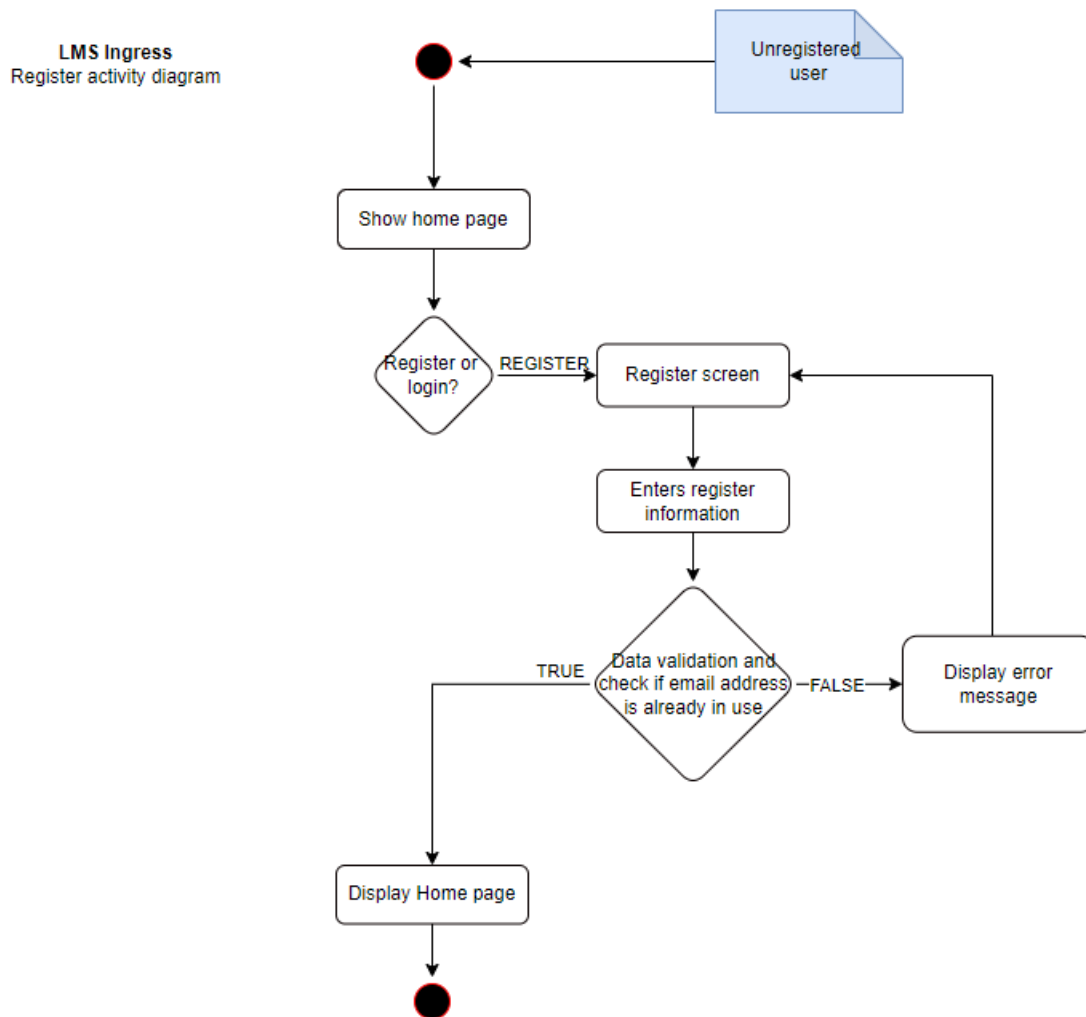 LMS Ingress
Register activity diagram
Unregistered
user
Show home page
Register or
login?
REGISTER
Register screen
Enters register
information
Data validation and
check if email address
is already in use
TRUE
FALSE
Display error
message
Display Home page